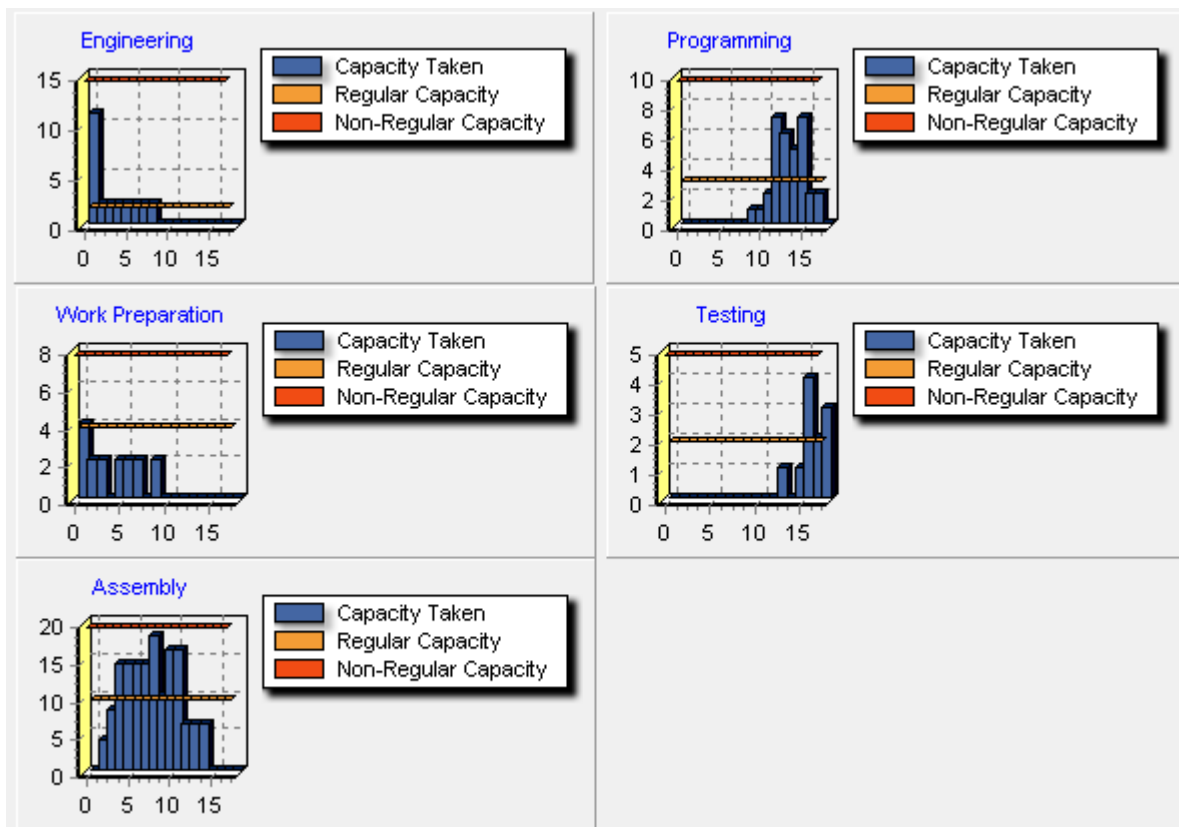 Engineering
Capacity Taken
Regular Capacity
Non-Regular Capacity
15
10
5
0
0 5 10 15
Programming
Capacity Taken
Regular Capacity
Non-Regular Capacity
10
8
6
4
2
0
0 5 10 15
Work Preparation
Capacity Taken
Regular Capacity
Non-Regular Capacity
8
6
4
2
0
0 5 10 15
Testing
Capacity Taken
Regular Capacity
Non-Regular Capacity
5
4
3
2
1
0
0 5 10 15
Assembly
Capacity Taken
Regular Capacity
Non-Regular Capacity
20
15
10
5
0
0 5 10 15